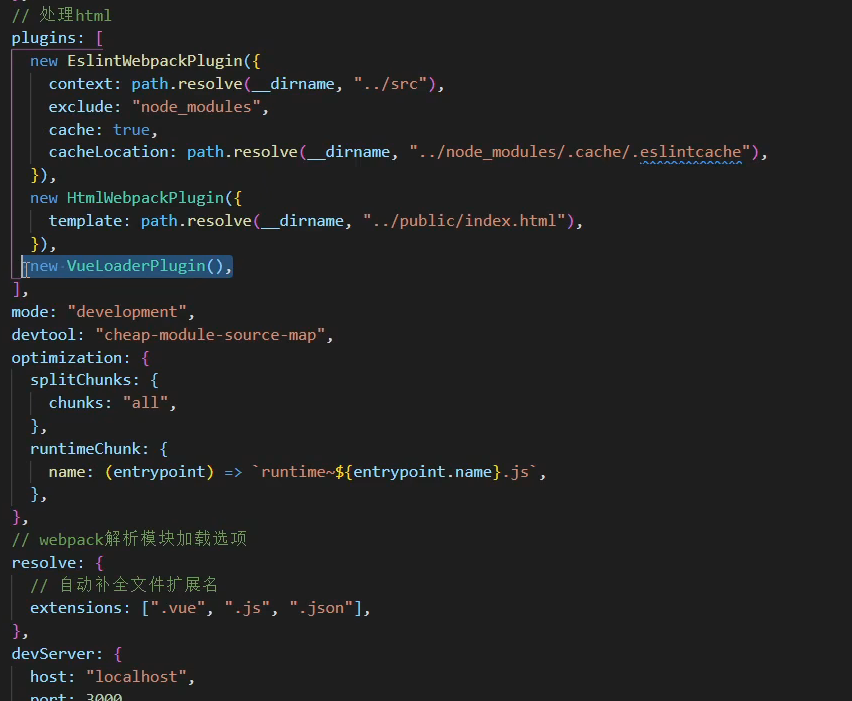 // 处理html
plugins: [
new EslintWebpackPlugin({
context: path.resolve(__dirname, "../src"),
exclude: "node_modules",
cache: true,
cacheLocation: path.resolve(__dirname, "../node_modules/.cache/.eslintcache"),
}),
new HtmlWebpackPlugin({
template: path.resolve(__dirname, "../public/index.html"),
}),
new VueLoaderPlugin(),
],
mode: "development",
devtool: "cheap-module-source-map",
optimization: {
splitChunks: {
chunks: "all",
},
runtimeChunk: {
name: (entrypoint) => `runtime~${entrypoint.name}.js`,
},
},
// webpack解析模块加载选项
resolve: {
// 自动补全文件扩展名
extensions: [".vue", ".js", ".json"],
},
devServer: {
host: "localhost",
port: 3000